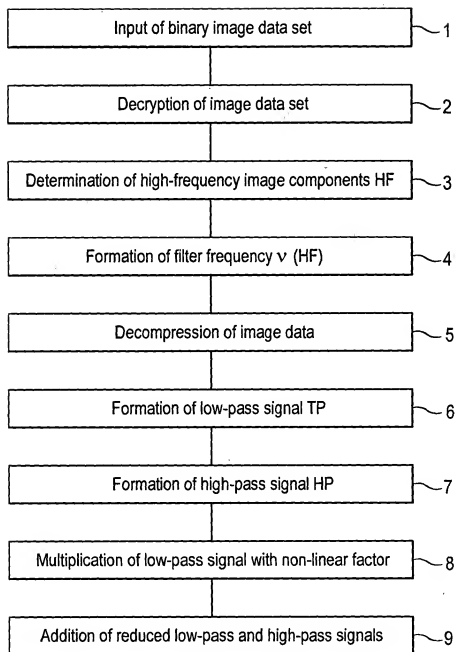 Input of binary image data set 1
Decryption of image data set 2
Determination of high-frequency image components HF 3
Formation of filter frequency ν (HF) 4
Decompression of image data 5
Formation of low-pass signal TP 6
Formation of high-pass signal HP 7
Multiplication of low-pass signal with non-linear factor 8
Addition of reduced low-pass and high-pass signals 9